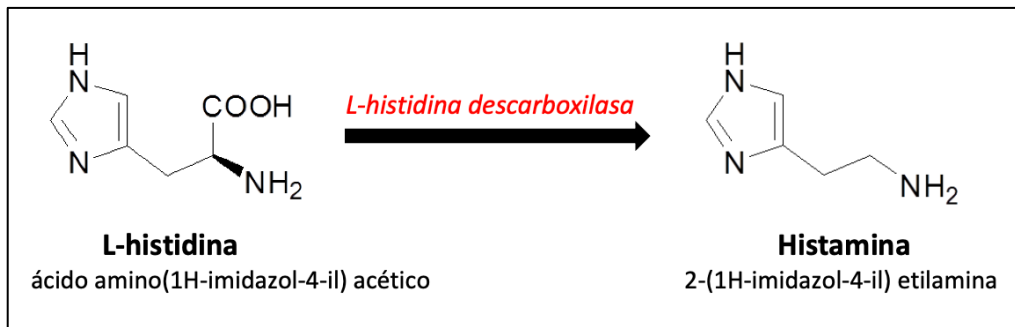 H
N
N
COOH
NH2
L-histidina descarboxilasa
H
N
N
NH2
L-histidina
ácido amino(1H-imidazol-4-il) acético
Histamina
2-(1H-imidazol-4-il) etilamina